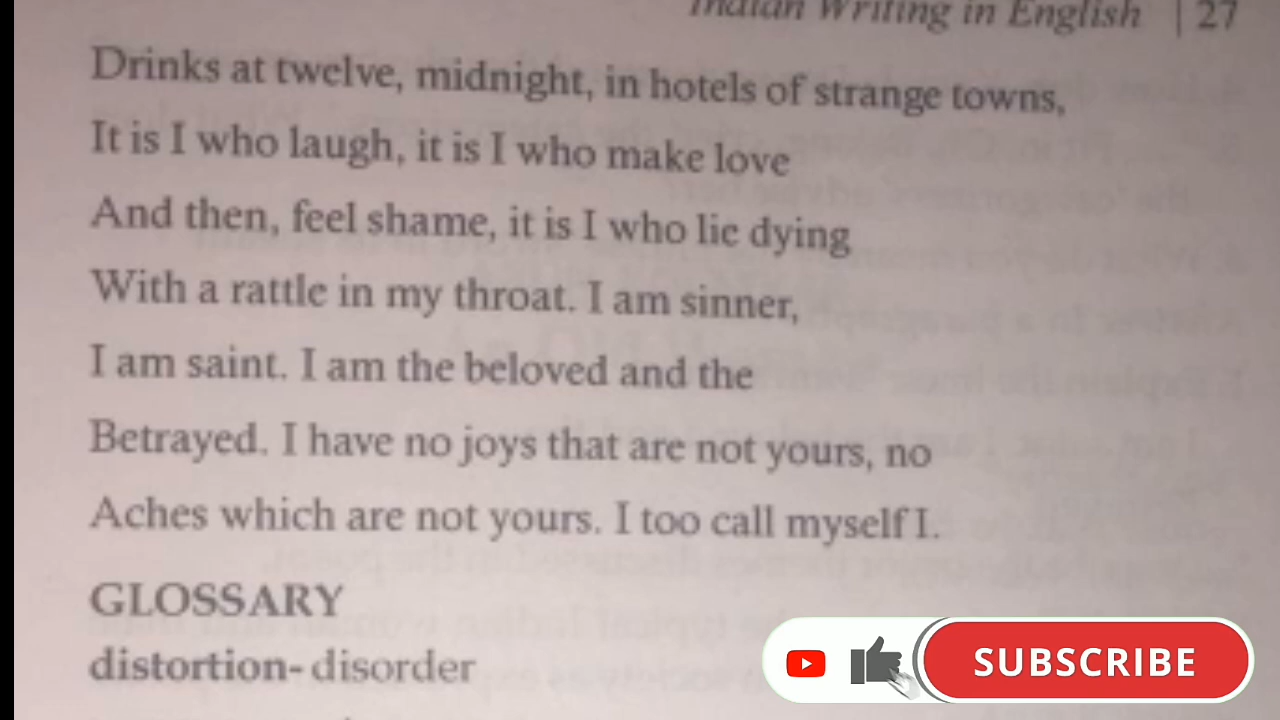 Indian Writing in English | 27
Drinks at twelve, midnight, in hotels of strange towns,
It is I who laugh, it is I who make love
And then, feel shame, it is I who lie dying
With a rattle in my throat. I am sinner,
I am saint. I am the beloved and the
Betrayed. I have no joys that are not yours, no
Aches which are not yours. I too call myself I.
GLOSSARY
distortion- disorder
SUBSCRIBE